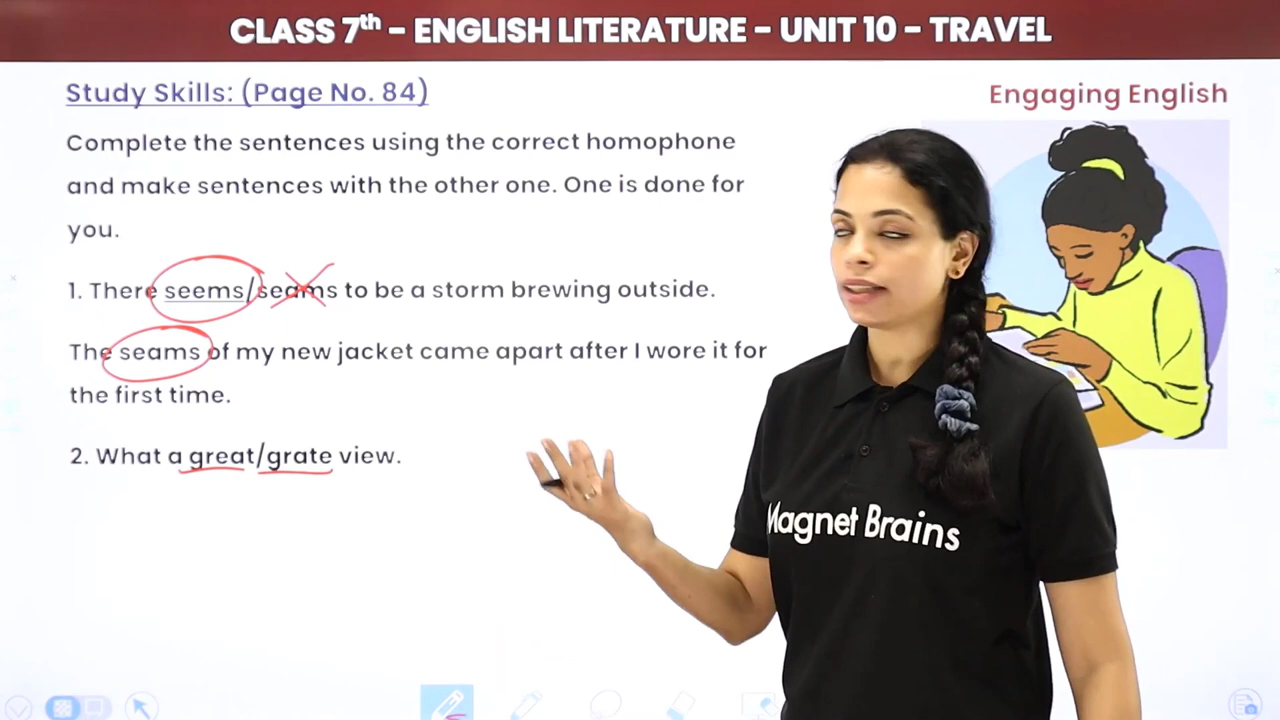 CLASS 7th – ENGLISH LITERATURE – UNIT 10 – TRAVEL
Study Skills: (Page No. 84)
Engaging English
Complete the sentences using the correct homophone
and make sentences with the other one. One is done for
you.
1. There seems/seams to be a storm brewing outside.
The seams of my new jacket came apart after I wore it for
the first time.
2. What a great/grate view.
Magnet Brains